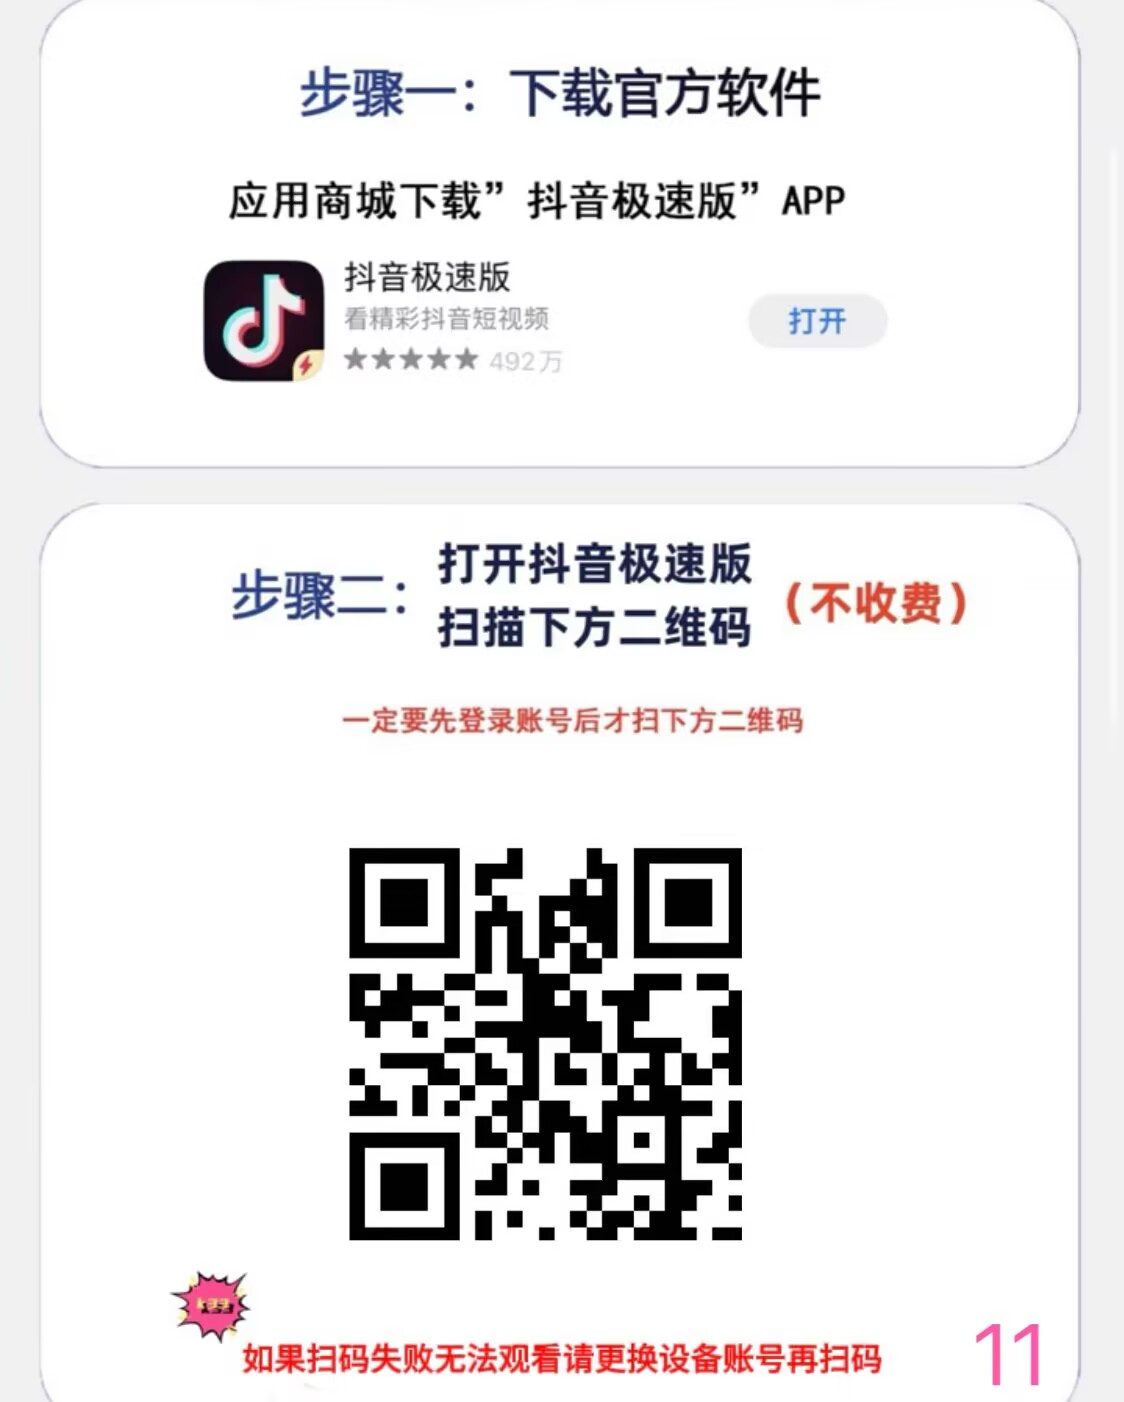 步骤一：下载官方软件
应用商城下载”抖音极速版”APP
抖音极速版
看精彩抖音短视频
★★★★★ 492万
打开
步骤二：
打开抖音极速版
扫描下方二维码
（不收费）
一定要先登录账号后才扫下方二维码
如果扫码失败无法观看请更换设备账号再扫码
11